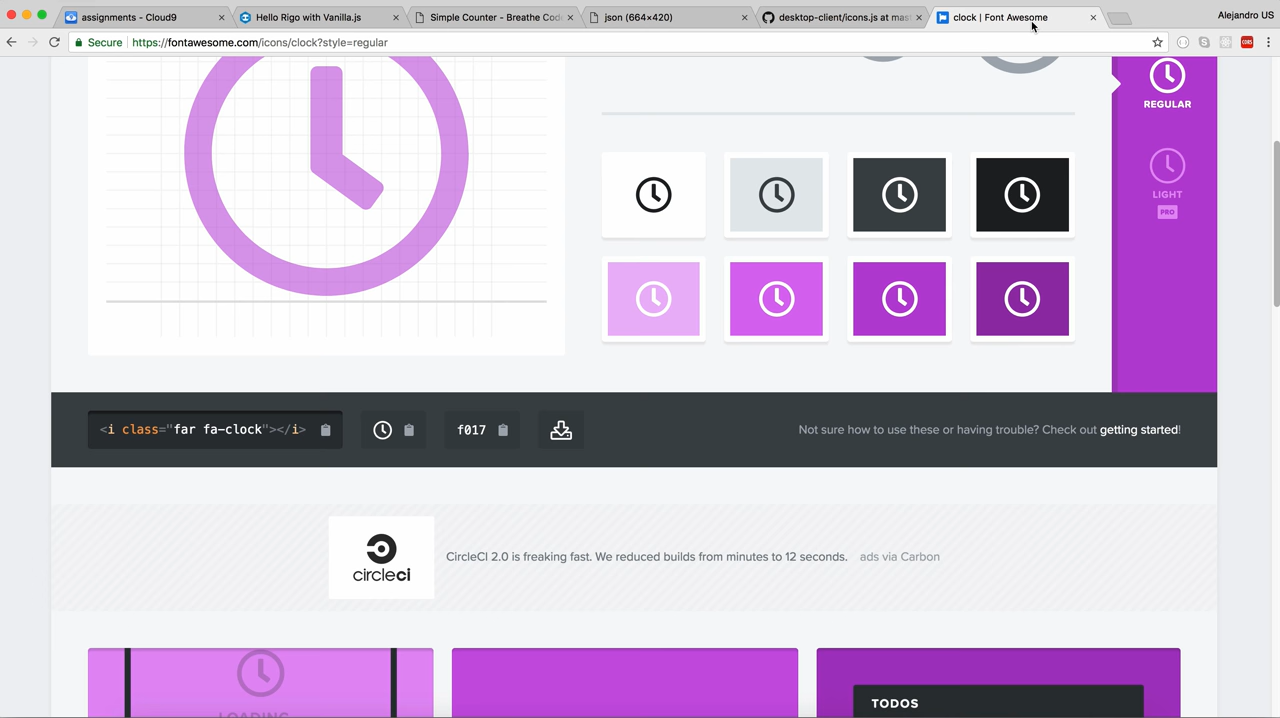 assignments - Cloud9
Hello Rigo with Vanilla.js
Simple Counter - Breathe Cod
json (664×420)
desktop-client/icons.js at mas
clock | Font Awesome
Alejandro US
Secure
https://fontawesome.com/icons/clock?style=regular
CORS
REGULAR
LIGHT
PRO
<i class="far fa-clock"></i>
f017
Not sure how to use these or having trouble? Check out getting started!
circleci
CircleCI 2.0 is freaking fast. We reduced builds from minutes to 12 seconds.
ads via Carbon
LOADING
TODOS